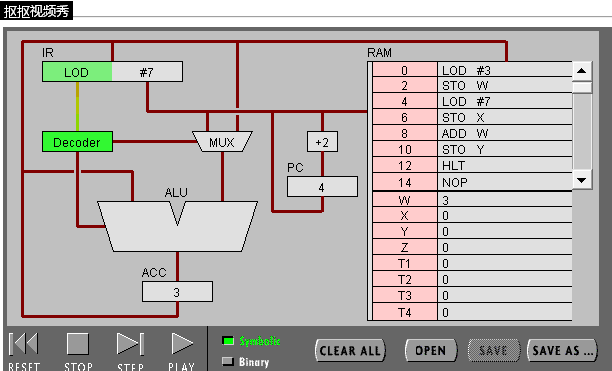 抠抠视频秀
IR
LOD #7
Decoder
MUX
+2
PC
4
ALU
ACC
3
RAM
0 LOD #3
2 STO W
4 LOD #7
6 STO X
8 ADD W
10 STO Y
12 HLT
14 NOP
W 3
X 0
Y 0
Z 0
T1 0
T2 0
T3 0
T4 0
RESET STOP STEP PLAY
Symbolic
Binary
CLEAR ALL OPEN SAVE SAVE AS ...